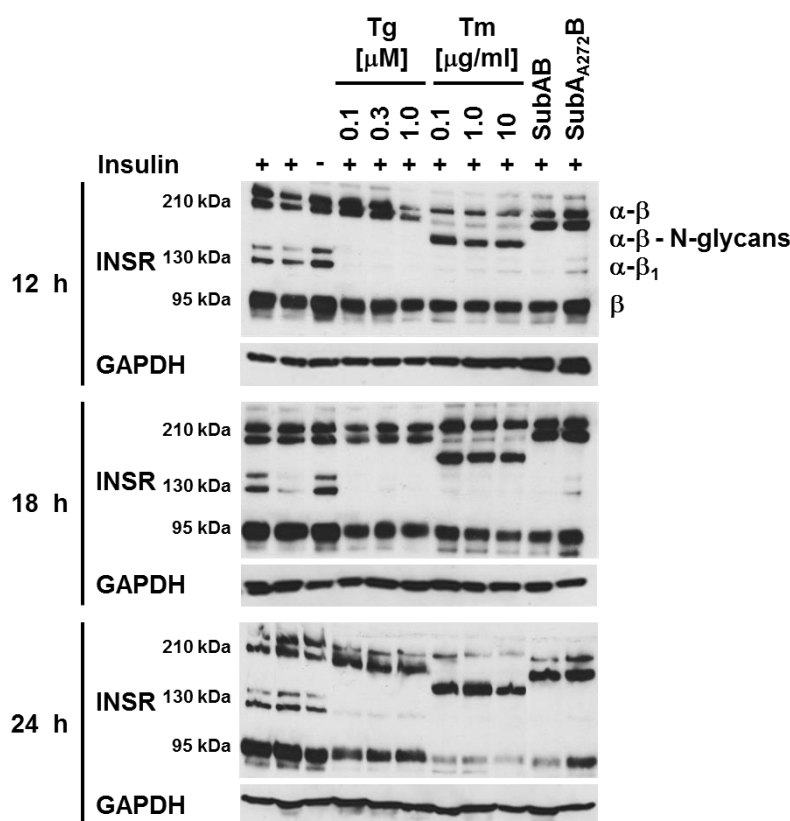 Tg
[μM]
Tm
[μg/ml]
0.1
0.3
1.0
0.1
1.0
10
SubAB
SubA_A272B
Insulin + + - + + + + + + + +
12 h
INSR
210 kDa
130 kDa
95 kDa
α-β
α-β - N-glycans
α-β₁
β
GAPDH
18 h
INSR
210 kDa
130 kDa
95 kDa
GAPDH
24 h
INSR
210 kDa
130 kDa
95 kDa
GAPDH